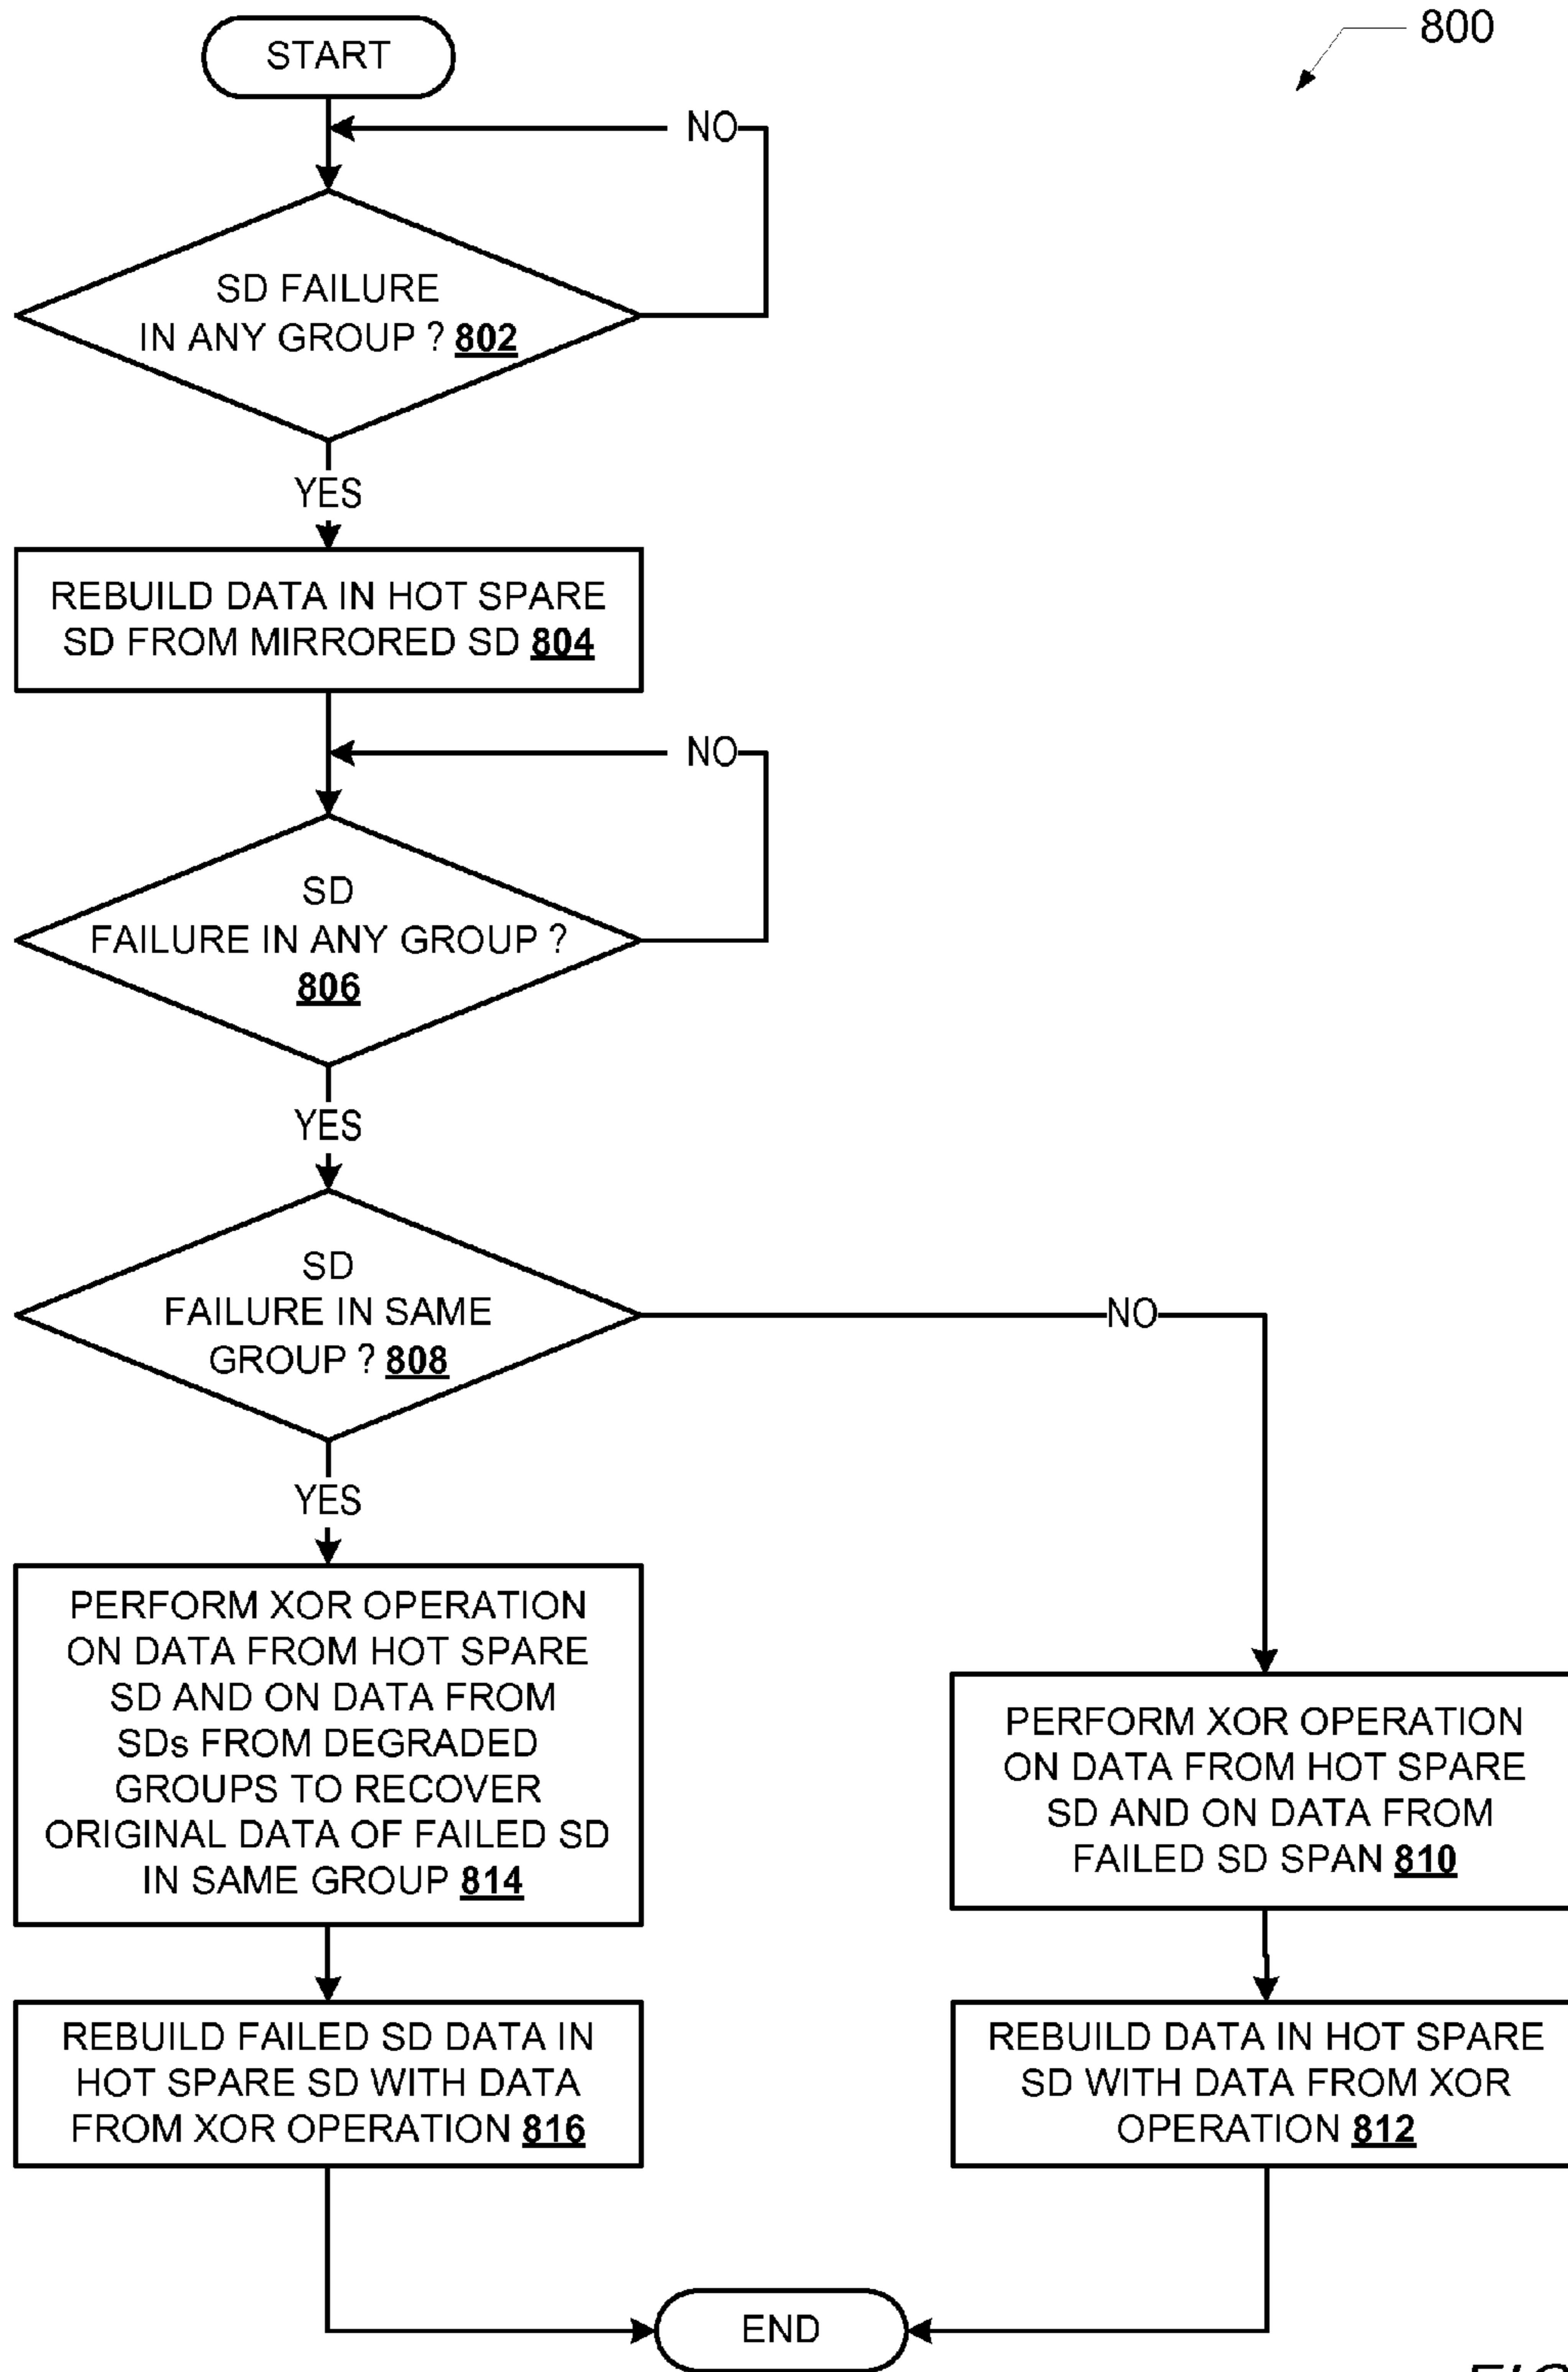 800
START
NO
SD FAILURE
IN ANY GROUP ? 802
YES
REBUILD DATA IN HOT SPARE
SD FROM MIRRORED SD 804
NO
SD
FAILURE IN ANY GROUP ?
806
YES
SD
FAILURE IN SAME
GROUP ? 808
NO
YES
PERFORM XOR OPERATION
ON DATA FROM HOT SPARE
SD AND ON DATA FROM
SDs FROM DEGRADED
GROUPS TO RECOVER
ORIGINAL DATA OF FAILED SD
IN SAME GROUP 814
PERFORM XOR OPERATION
ON DATA FROM HOT SPARE
SD AND ON DATA FROM
FAILED SD SPAN 810
REBUILD FAILED SD DATA IN
HOT SPARE SD WITH DATA
FROM XOR OPERATION 816
REBUILD DATA IN HOT SPARE
SD WITH DATA FROM XOR
OPERATION 812
END